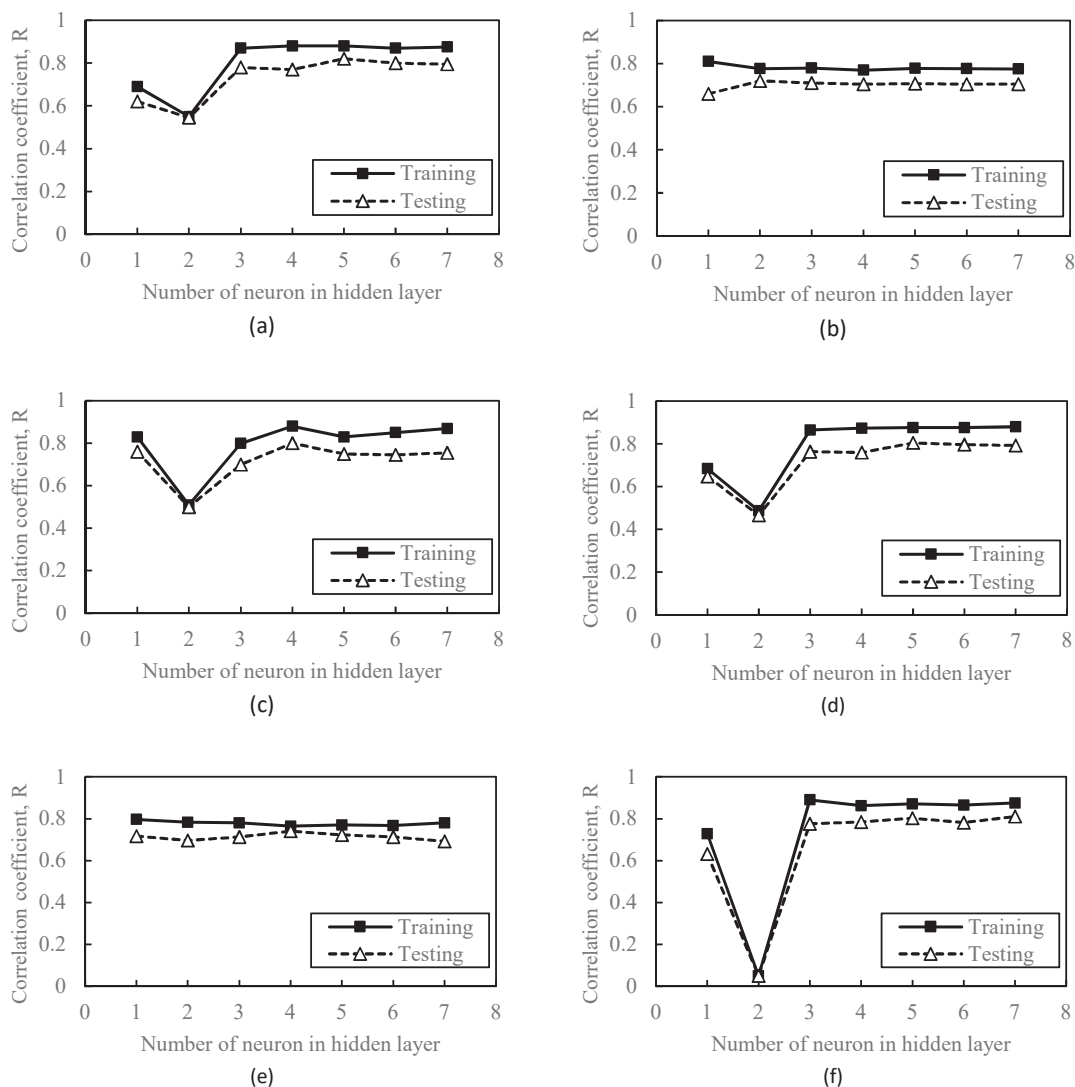 Correlation coefficient, R
1
0.8
0.6
0.4
0.2
0
Training
Testing
0 1 2 3 4 5 6 7 8
Number of neuron in hidden layer
(a)
Correlation coefficient, R
1
0.8
0.6
0.4
0.2
0
Training
Testing
0 1 2 3 4 5 6 7 8
Number of neuron in hidden layer
(b)
Correlation coefficient, R
1
0.8
0.6
0.4
0.2
0
Training
Testing
0 1 2 3 4 5 6 7 8
Number of neuron in hidden layer
(c)
Correlation coefficient, R
1
0.8
0.6
0.4
0.2
0
Training
Testing
0 1 2 3 4 5 6 7 8
Number of neuron in hidden layer
(d)
Correlation coefficient, R
1
0.8
0.6
0.4
0.2
0
Training
Testing
0 1 2 3 4 5 6 7 8
Number of neuron in hidden layer
(e)
Correlation coefficient, R
1
0.8
0.6
0.4
0.2
0
Training
Testing
0 1 2 3 4 5 6 7 8
Number of neuron in hidden layer
(f)